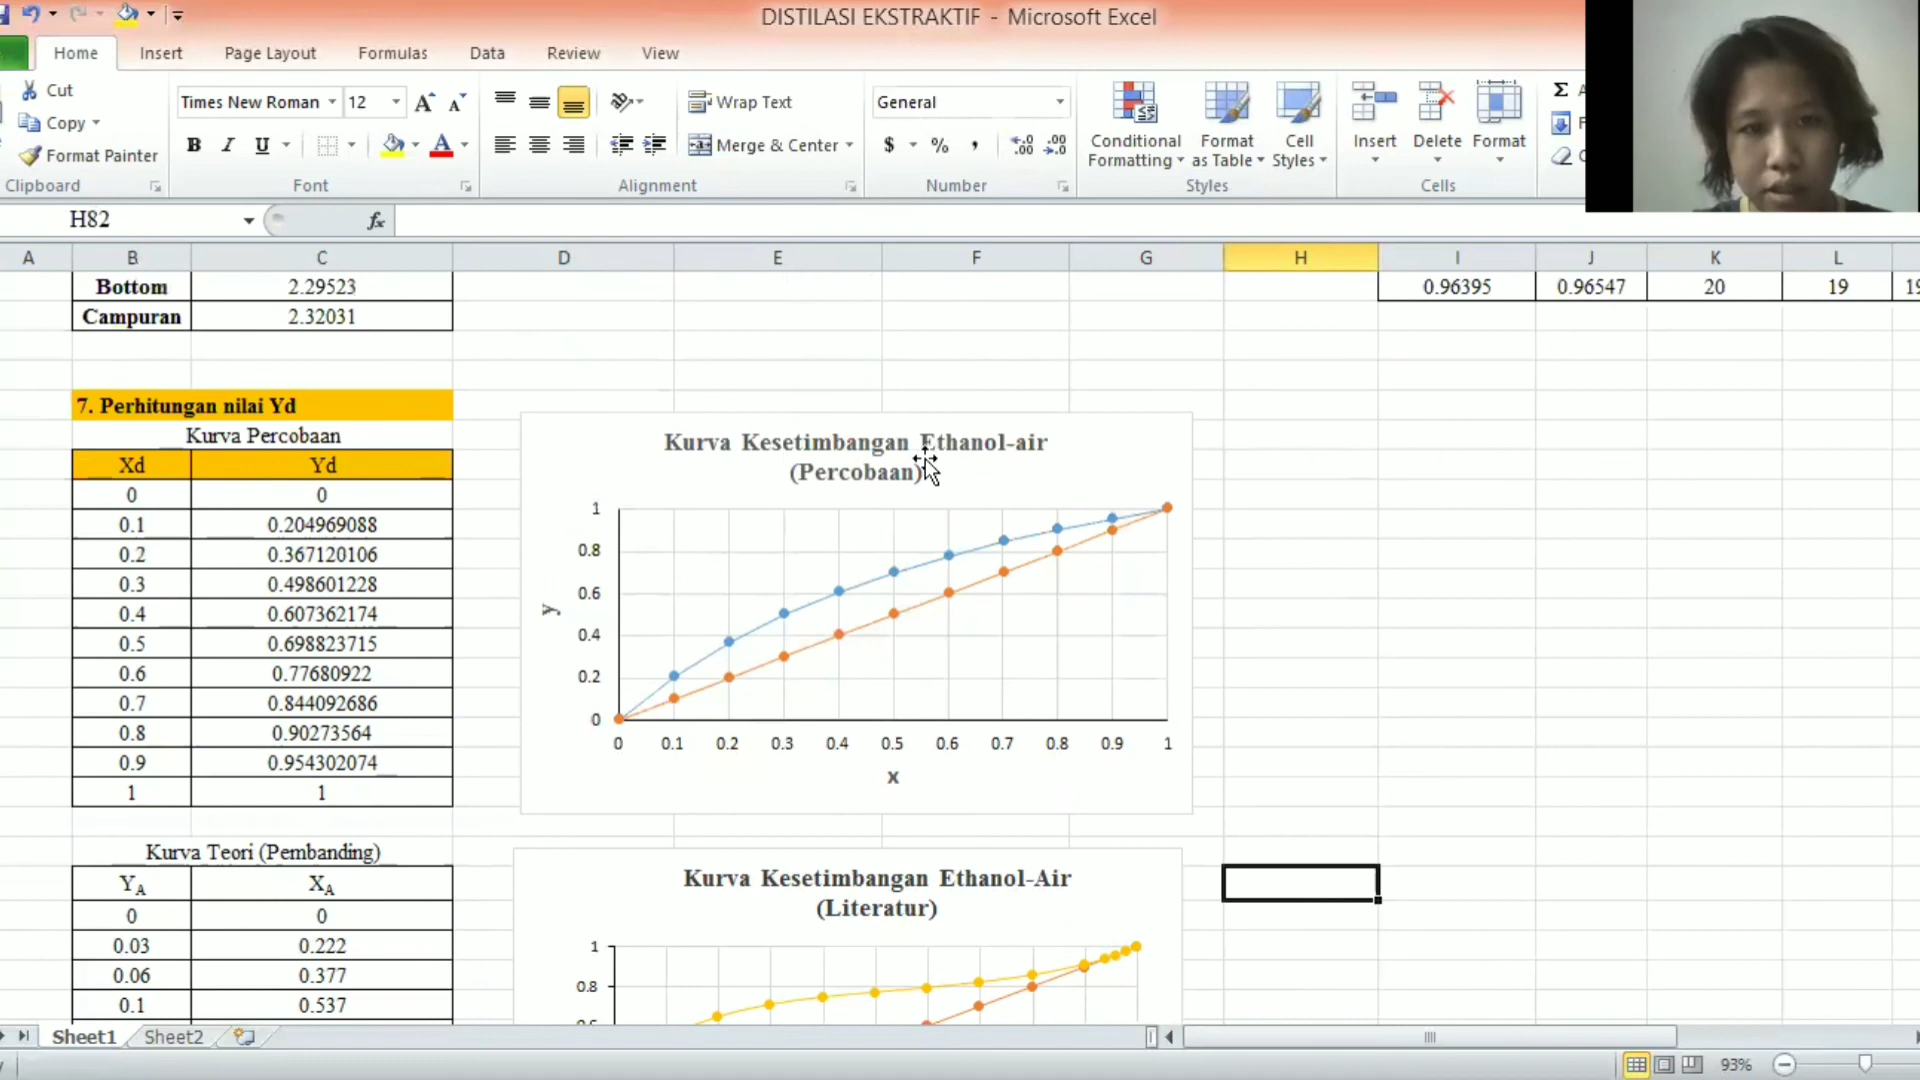 DISTILASI EKSTRAKTIF - Microsoft Excel
Home Insert Page Layout Formulas Data Review View
Cut
Copy
Format Painter
Clipboard
Times New Roman 12 A A
B I U A
Font
Wrap Text
Merge & Center
Alignment
General
$ % , .0 .00 .00 .0
Number
Conditional Formatting
Format as Table
Cell Styles
Styles
Insert Delete Format
Cells
Σ
H82 fx
A B C D E F G H I J K L
Bottom 2.29523 0.96395 0.96547 20 19
Campuran 2.32031
7. Perhitungan nilai Yd
Kurva Percobaan
Xd Yd
0 0
0.1 0.204969088
0.2 0.367120106
0.3 0.498601228
0.4 0.607362174
0.5 0.698823715
0.6 0.77680922
0.7 0.844092686
0.8 0.90273564
0.9 0.954302074
1 1
Kurva Kesetimbangan Ethanol-air
(Percobaan)
1
0.8
0.6
0.4
0.2
0
y
0 0.1 0.2 0.3 0.4 0.5 0.6 0.7 0.8 0.9 1
x
Kurva Teori (Pembanding)
YA XA
0 0
0.03 0.222
0.06 0.377
0.1 0.537
Kurva Kesetimbangan Ethanol-Air
(Literatur)
1
0.8
Sheet1 Sheet2
93%